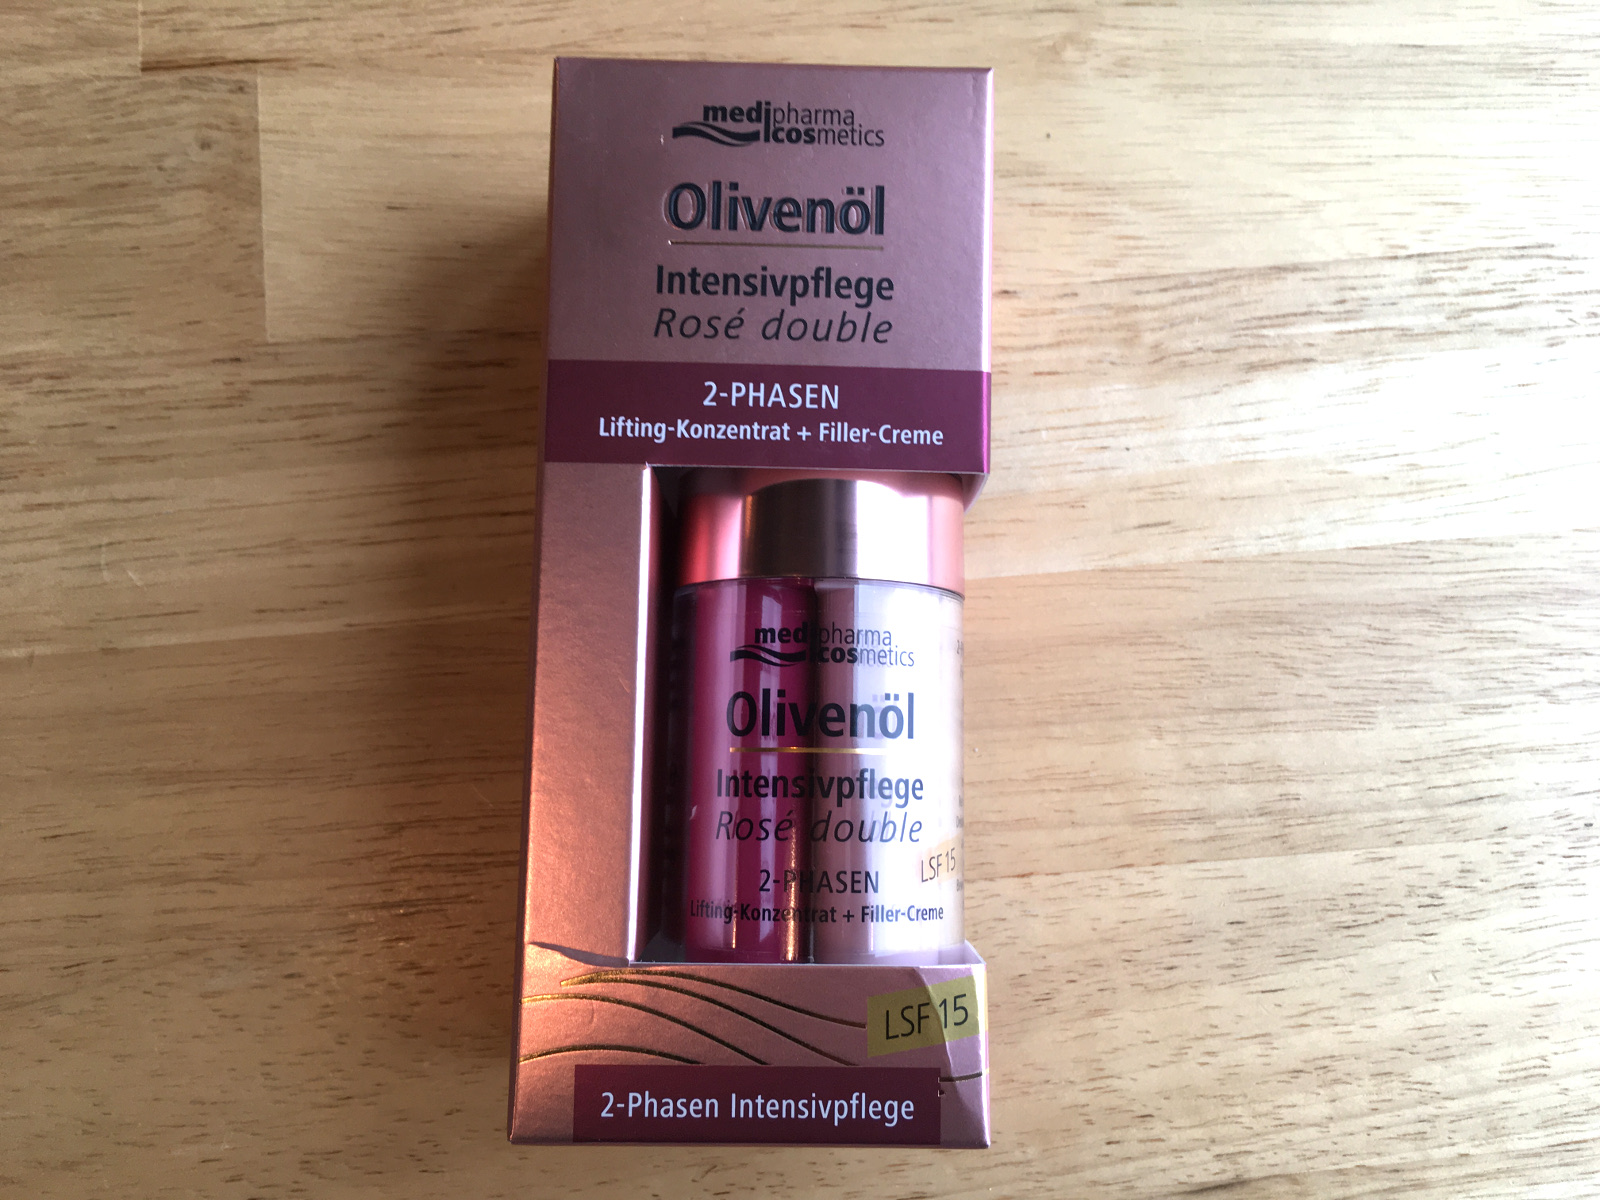 medipharma
cosmetics
Olivenöl
Intensivpflege
Rosé double
2-PHASEN
Lifting-Konzentrat + Filler-Creme
medipharma
cosmetics
Olivenöl
Intensivpflege
Rosé double
LSF 15
2-PHASEN
Lifting-Konzentrat + Filler-Creme
LSF 15
2-Phasen Intensivpflege